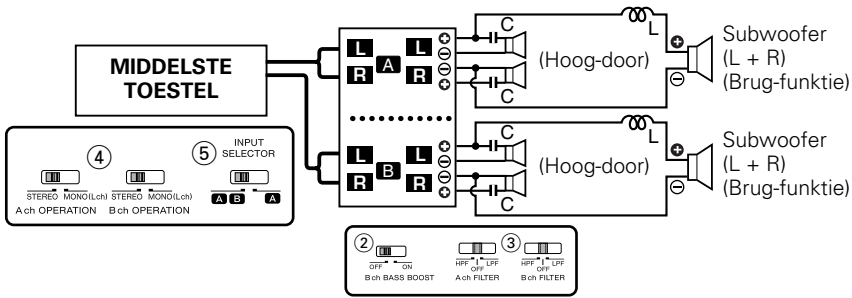 MIDDELSTE
TOESTEL
L
R
A
L
R
L
R
B
L
R
C
C
(Hoog-door)
L
Subwoofer
(L + R)
(Brug-funktie)
C
C
(Hoog-door)
L
Subwoofer
(L + R)
(Brug-funktie)
④
STEREO MONO(Lch)
A ch OPERATION
STEREO MONO(Lch)
B ch OPERATION
⑤
INPUT
SELECTOR
A B A
②
OFF ON
B ch BASS BOOST
HPF LPF
OFF
A ch FILTER
③
HPF LPF
OFF
B ch FILTER